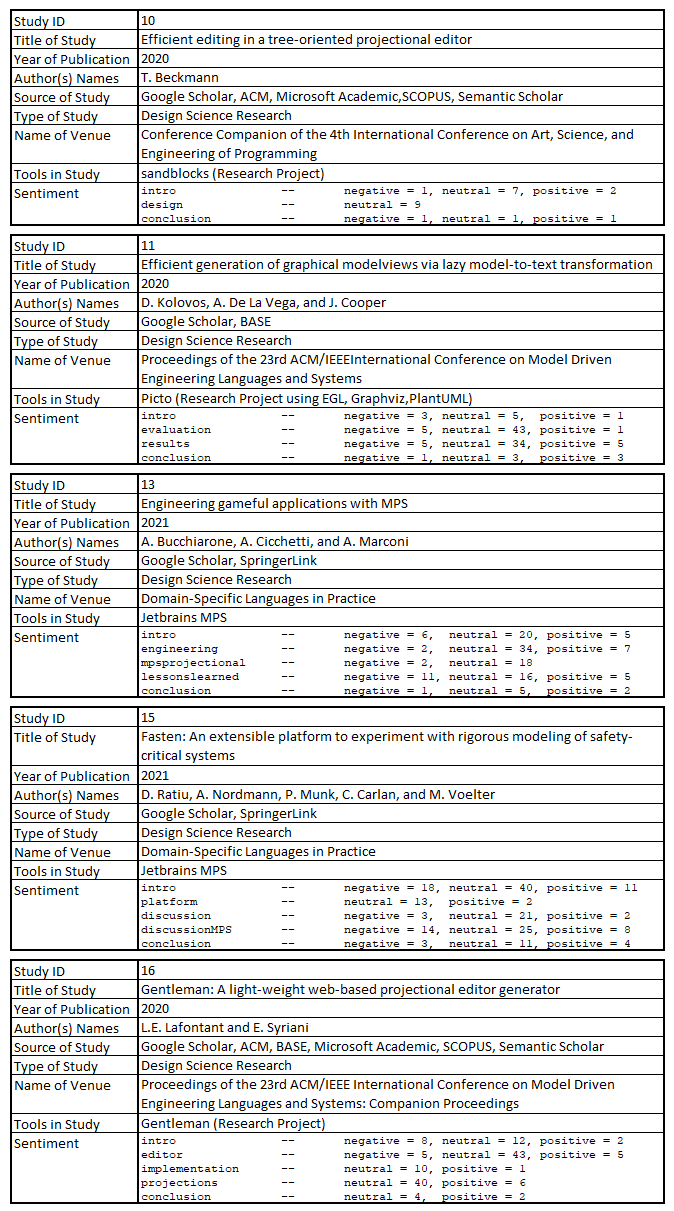 Study ID 10
Title of Study Efficient editing in a tree-oriented projectional editor
Year of Publication 2020
Author(s) Names T. Beckmann
Source of Study Google Scholar, ACM, Microsoft Academic,SCOPUS, Semantic Scholar
Type of Study Design Science Research
Name of Venue Conference Companion of the 4th International Conference on Art, Science, and
Engineering of Programming
Tools in Study sandblocks (Research Project)
Sentiment intro -- negative = 1, neutral = 7, positive = 2
design -- neutral = 9
conclusion -- negative = 1, neutral = 1, positive = 1
Study ID 11
Title of Study Efficient generation of graphical modelviews via lazy model-to-text transformation
Year of Publication 2020
Author(s) Names D. Kolovos, A. De La Vega, and J. Cooper
Source of Study Google Scholar, BASE
Type of Study Design Science Research
Name of Venue Proceedings of the 23rd ACM/IEEEInternational Conference on Model Driven
Engineering Languages and Systems
Tools in Study Picto (Research Project using EGL, Graphviz,PlantUML)
Sentiment intro -- negative = 3, neutral = 5, positive = 1
evaluation -- negative = 5, neutral = 43, positive = 1
results -- negative = 5, neutral = 34, positive = 5
conclusion -- negative = 1, neutral = 3, positive = 3
Study ID 13
Title of Study Engineering gameful applications with MPS
Year of Publication 2021
Author(s) Names A. Bucchiarone, A. Cicchetti, and A. Marconi
Source of Study Google Scholar, SpringerLink
Type of Study Design Science Research
Name of Venue Domain-Specific Languages in Practice
Tools in Study Jetbrains MPS
Sentiment intro -- negative = 6, neutral = 20, positive = 5
engineering -- negative = 2, neutral = 34, positive = 7
mpsprojectional -- negative = 2, neutral = 18
lessonslearned -- negative = 11, neutral = 16, positive = 5
conclusion -- negative = 1, neutral = 5, positive = 2
Study ID 15
Title of Study Fasten: An extensible platform to experiment with rigorous modeling of safety-
critical systems
Year of Publication 2021
Author(s) Names D. Ratiu, A. Nordmann, P. Munk, C. Carlan, and M. Voelter
Source of Study Google Scholar, SpringerLink
Type of Study Design Science Research
Name of Venue Domain-Specific Languages in Practice
Tools in Study Jetbrains MPS
Sentiment intro -- negative = 18, neutral = 40, positive = 11
platform -- neutral = 13, positive = 2
discussion -- negative = 3, neutral = 21, positive = 2
discussionMPS -- negative = 14, neutral = 25, positive = 8
conclusion -- negative = 3, neutral = 11, positive = 4
Study ID 16
Title of Study Gentleman: A light-weight web-based projectional editor generator
Year of Publication 2020
Author(s) Names L.E. Lafontant and E. Syriani
Source of Study Google Scholar, ACM, BASE, Microsoft Academic, SCOPUS, Semantic Scholar
Type of Study Design Science Research
Name of Venue Proceedings of the 23rd ACM/IEEE International Conference on Model Driven
Engineering Languages and Systems: Companion Proceedings
Tools in Study Gentleman (Research Project)
Sentiment intro -- negative = 8, neutral = 12, positive = 2
editor -- negative = 5, neutral = 43, positive = 5
implementation -- neutral = 10, positive = 1
projections -- neutral = 40, positive = 6
conclusion -- neutral = 4, positive = 2